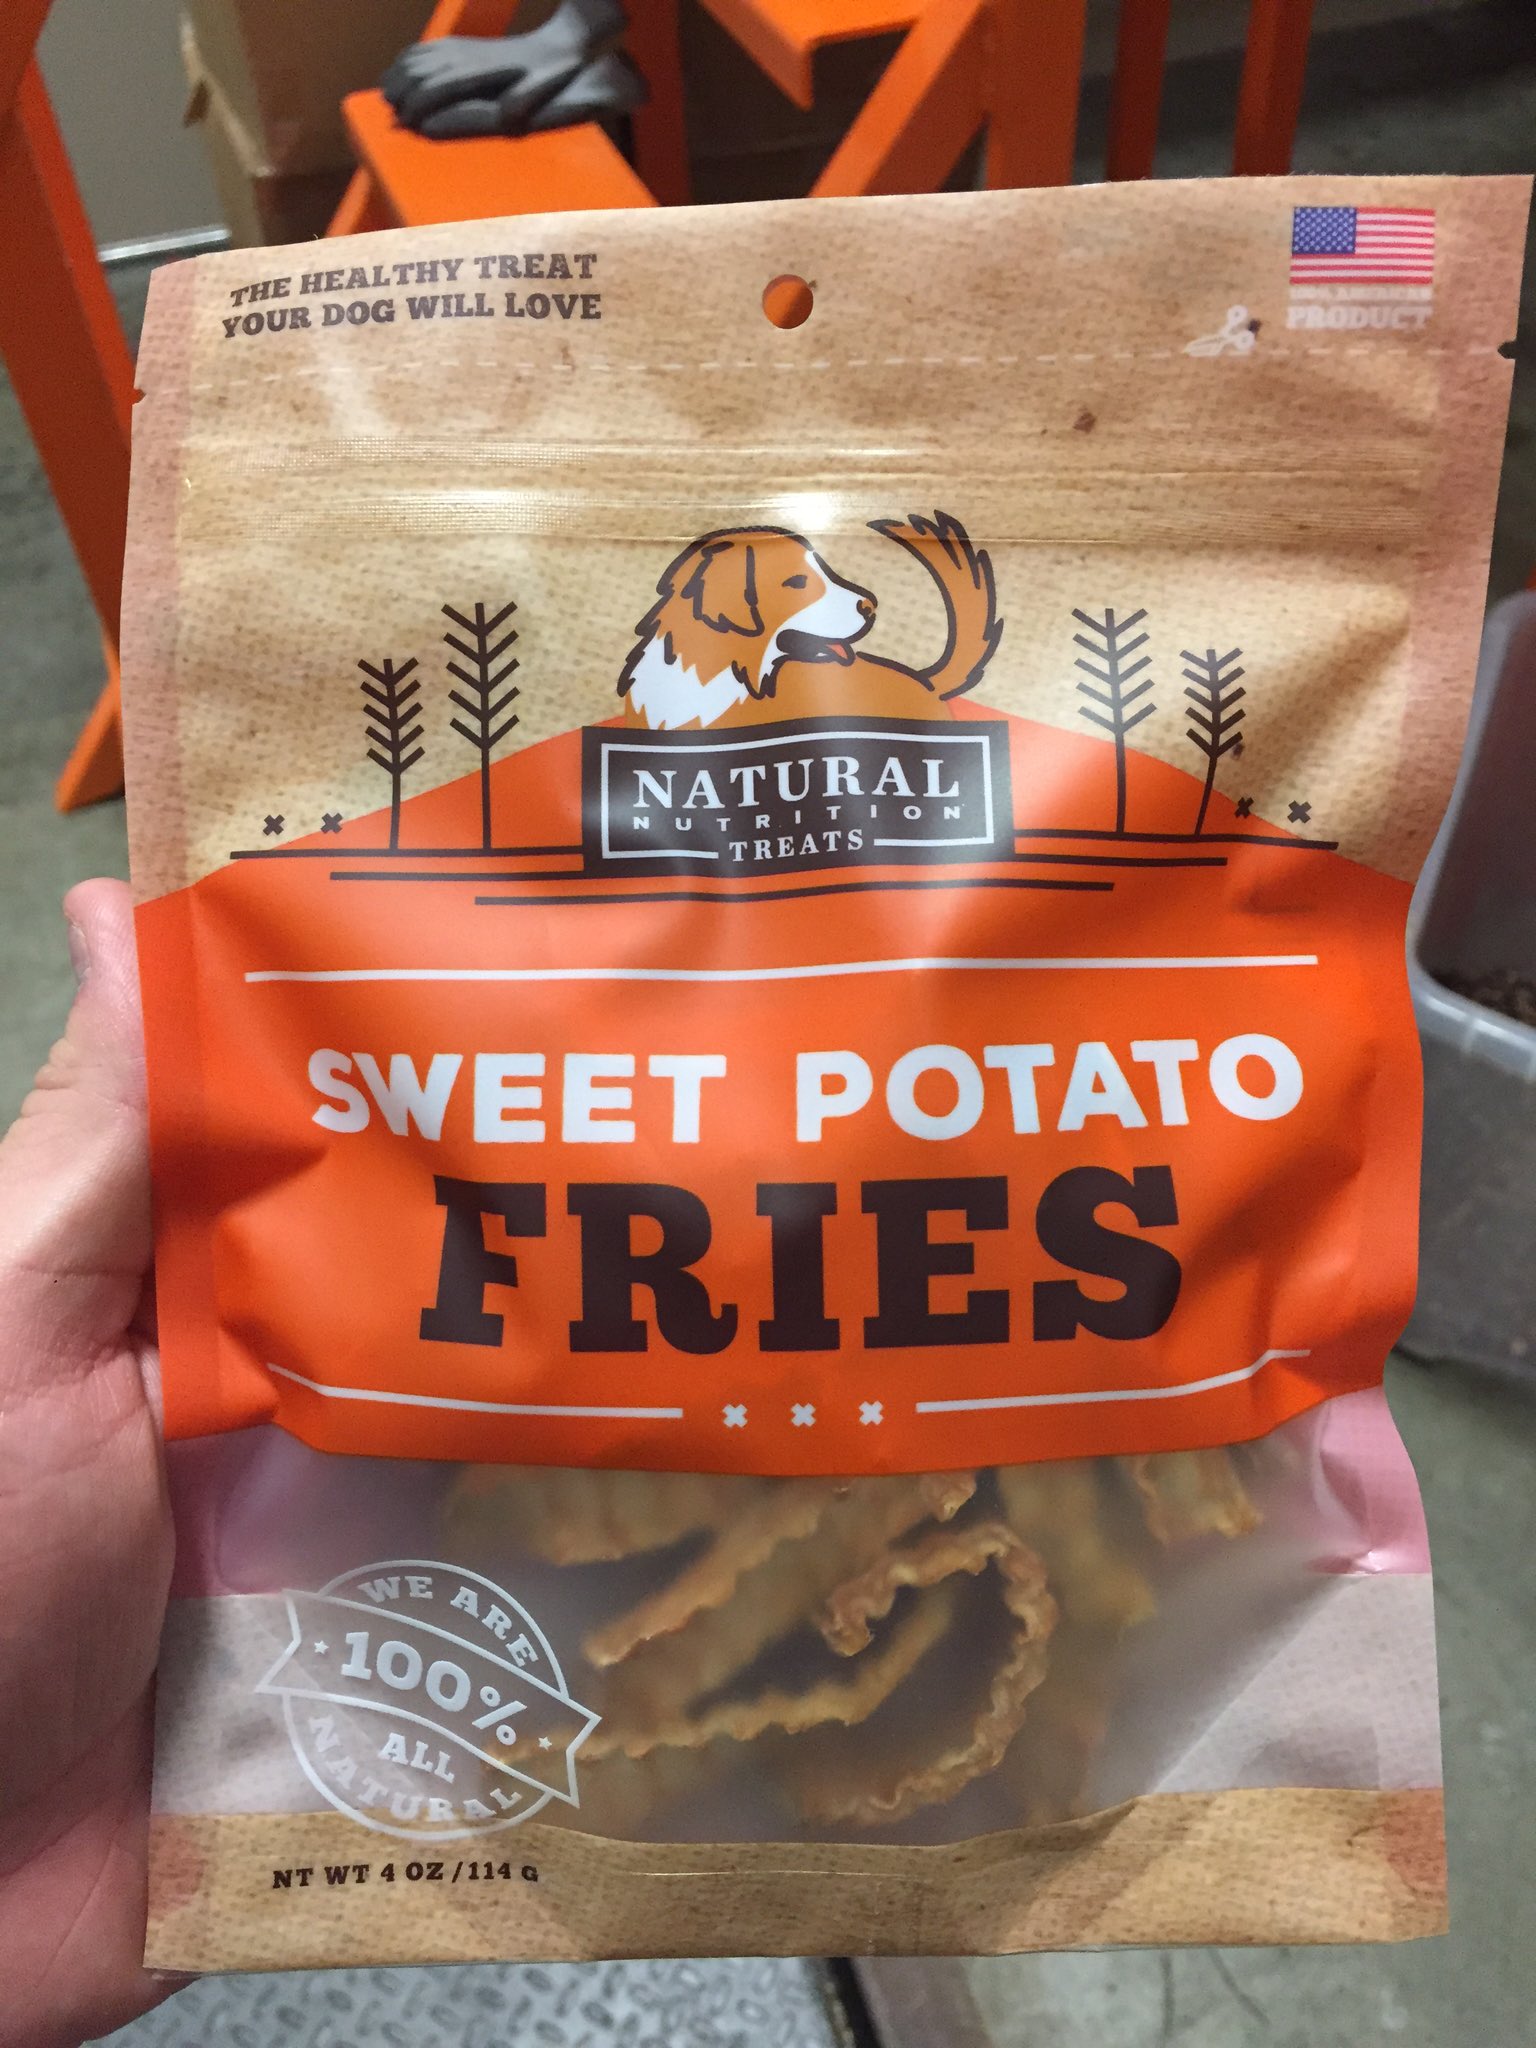 THE HEALTHY TREAT
YOUR DOG WILL LOVE
PRODUCT
NATURAL
NUTRITION
TREATS
SWEET POTATO
FRIES
WE ARE
100%
ALL
NATURAL
NT WT 4 OZ / 114 G